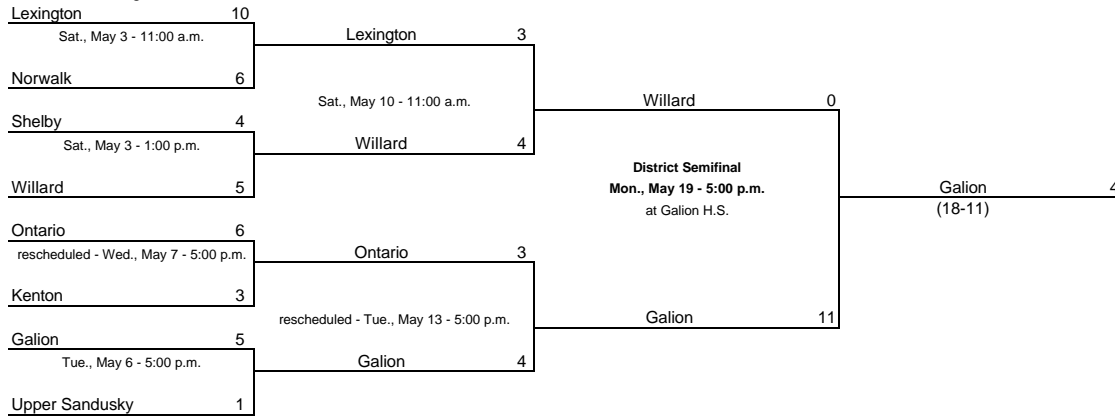 Lexington 10
Sat., May 3 - 11:00 a.m.
Norwalk 6
Shelby 4
Sat., May 3 - 1:00 p.m.
Willard 5
Ontario 6
rescheduled - Wed., May 7 - 5:00 p.m.
Kenton 3
Galion 5
Tue., May 6 - 5:00 p.m.
Upper Sandusky 1
Lexington 3
Sat., May 10 - 11:00 a.m.
Willard 4
Ontario 3
rescheduled - Tue., May 13 - 5:00 p.m.
Galion 4
Willard 0
District Semifinal
Mon., May 19 - 5:00 p.m.
at Galion H.S.
Galion 11
Galion 4
(18-11)